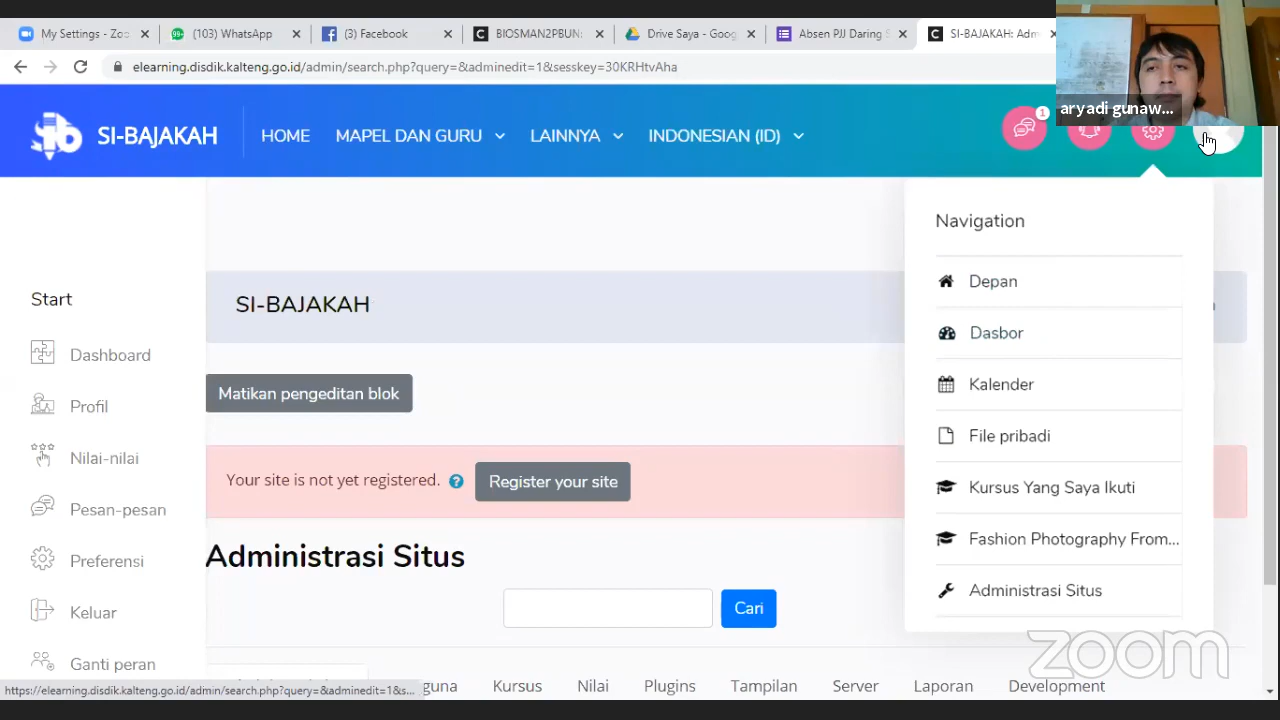 My Settings - Zo
(103) WhatsApp
(3) Facebook
BIOSMAN2PBUN:
Drive Saya - Goog
Absen PJJ Daring S
SI-BAJAKAH: Adm
elearning.disdik.kalteng.go.id/admin/search.php?query=&adminedit=1&sesskey=30KRHtvAha
aryadi gunaw...
SI-BAJAKAH
HOME
MAPEL DAN GURU
LAINNYA
INDONESIAN (ID)
1
Navigation
Depan
Dasbor
Kalender
File pribadi
Kursus Yang Saya Ikuti
Fashion Photography From...
Administrasi Situs
Start
Dashboard
Profil
Nilai-nilai
Pesan-pesan
Preferensi
Keluar
Ganti peran
SI-BAJAKAH
Matikan pengeditan blok
Your site is not yet registered.
?
Register your site
Administrasi Situs
Cari
guna
Kursus
Nilai
Plugins
Tampilan
Server
Laporan
Development
https://elearning.disdik.kalteng.go.id/admin/search.php?query=&adminedit=1&s...
zoom